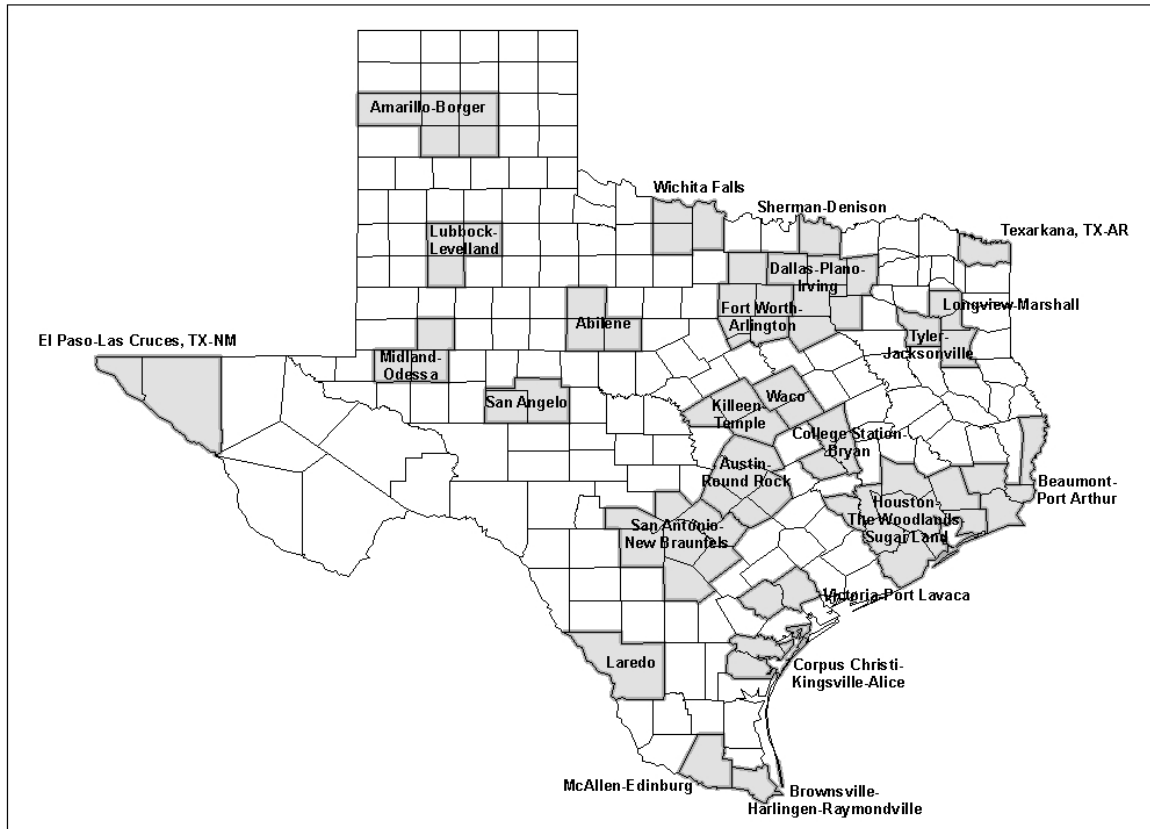 Amarillo-Borger
Wichita Falls
Sherman-Denison
Texarkana, TX-AR
Lubbock-
Levelland
Dallas-Plano-
Irving
Longview-Marshall
Fort Worth-
Arlington
Abilene
Tyler-
Jacksonville
El Paso-Las Cruces, TX-NM
Midland-
Odessa
San Angelo
Waco
Killeen-
Temple
College Station-
Bryan
Austin-
Round Rock
Beaumont-
Port Arthur
Houston-
The Woodlands-
Sugar Land
San Antonio-
New Braunfels
Victoria-Port Lavaca
Laredo
Corpus Christi-
Kingsville-Alice
McAllen-Edinburg
Brownsville-
Harlingen-Raymondville